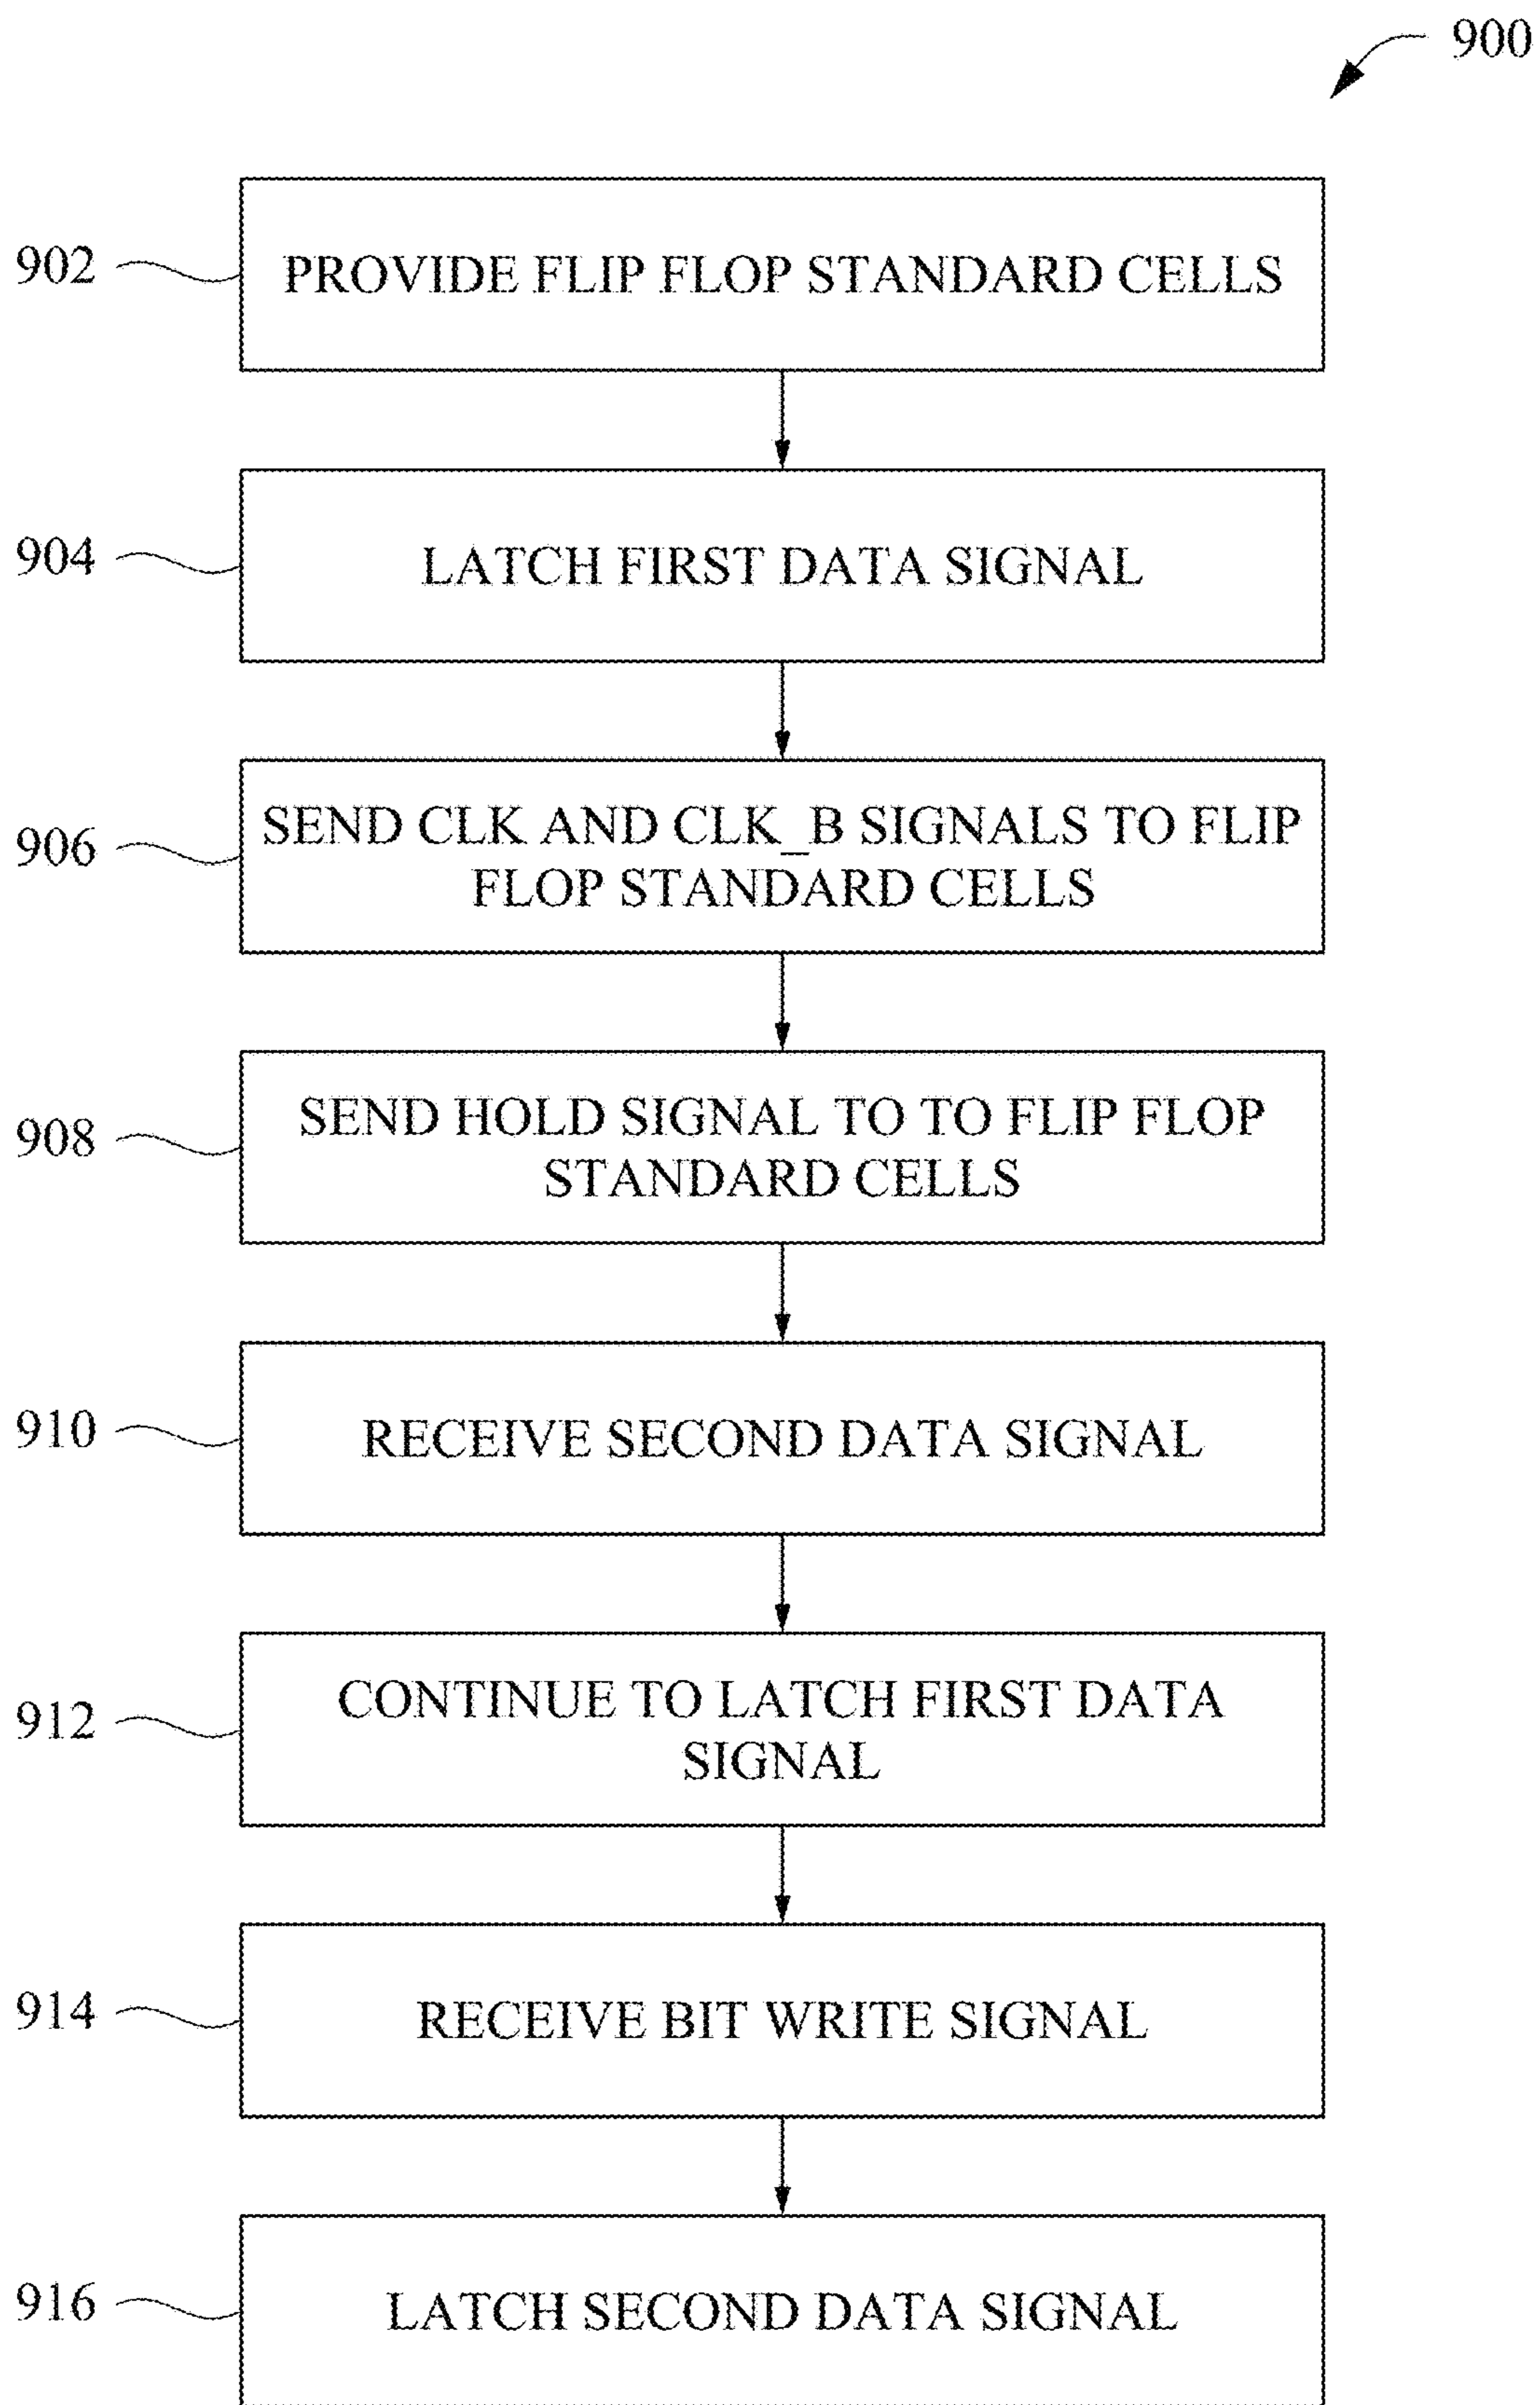 900
902
PROVIDE FLIP FLOP STANDARD CELLS
904
LATCH FIRST DATA SIGNAL
906
SEND CLK AND CLK_B SIGNALS TO FLIP
FLOP STANDARD CELLS
908
SEND HOLD SIGNAL TO TO FLIP FLOP
STANDARD CELLS
910
RECEIVE SECOND DATA SIGNAL
912
CONTINUE TO LATCH FIRST DATA
SIGNAL
914
RECEIVE BIT WRITE SIGNAL
916
LATCH SECOND DATA SIGNAL